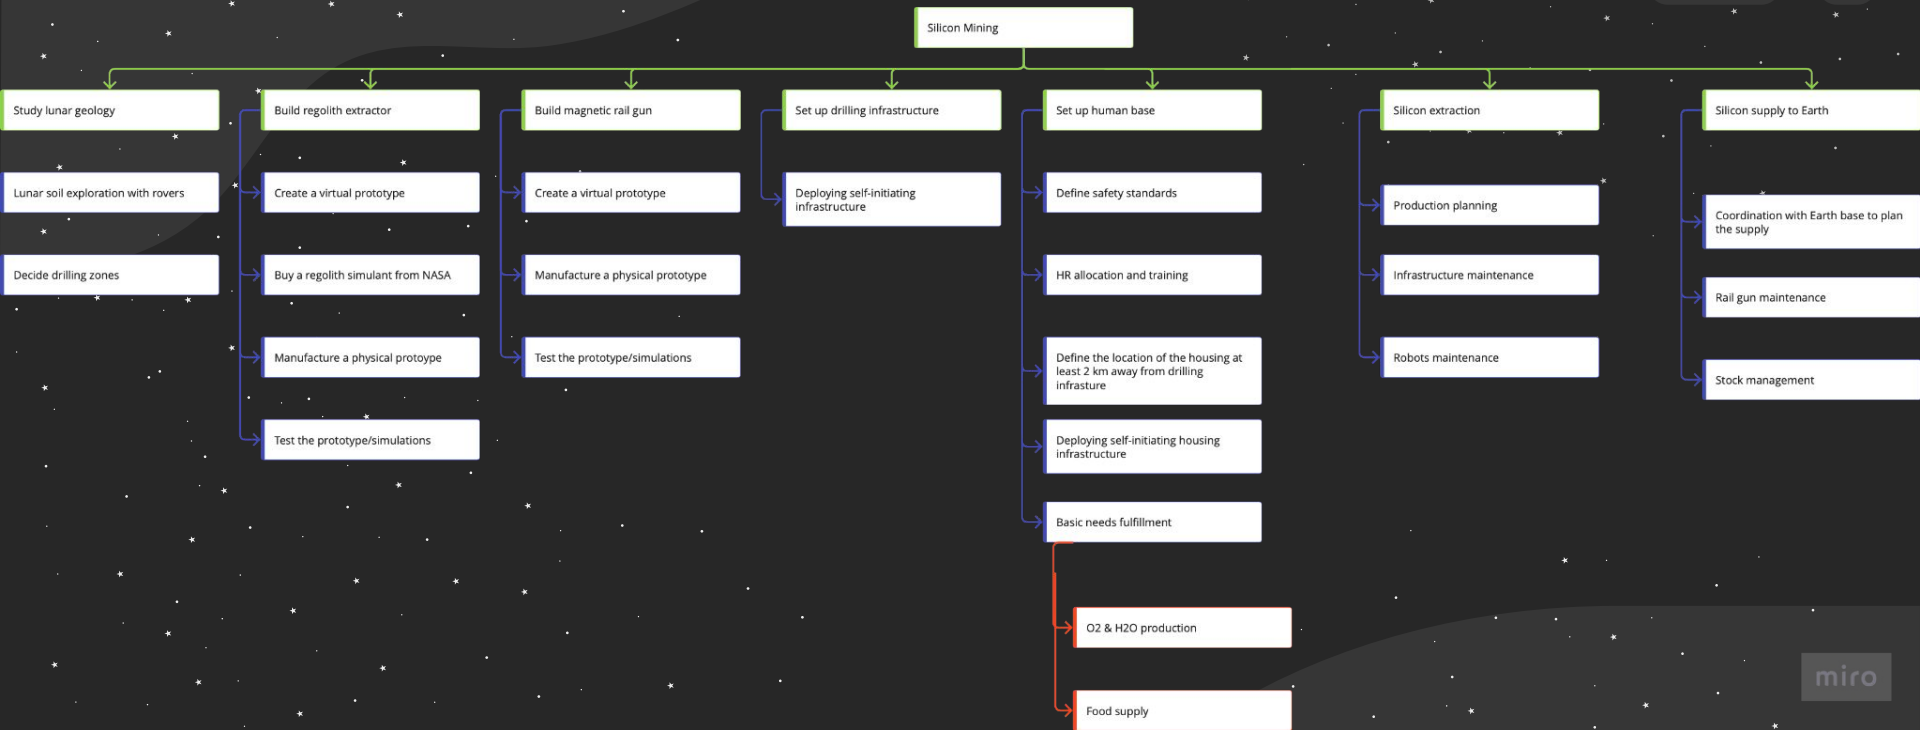 Silicon Mining
Study lunar geology
Build regolith extractor
Build magnetic rail gun
Set up drilling infrastructure
Set up human base
Silicon extraction
Silicon supply to Earth
Lunar soil exploration with rovers
Decide drilling zones
Create a virtual prototype
Buy a regolith simulant from NASA
Manufacture a physical protoype
Test the prototype/simulations
Create a virtual prototype
Manufacture a physical prototype
Test the prototype/simulations
Deploying self-initiating
infrastructure
Define safety standards
HR allocation and training
Define the location of the housing at
least 2 km away from drilling
infrasture
Deploying self-initiating housing
infrastructure
Basic needs fulfillment
O2 & H2O production
Food supply
Production planning
Infrastructure maintenance
Robots maintenance
Coordination with Earth base to plan
the supply
Rail gun maintenance
Stock management
miro